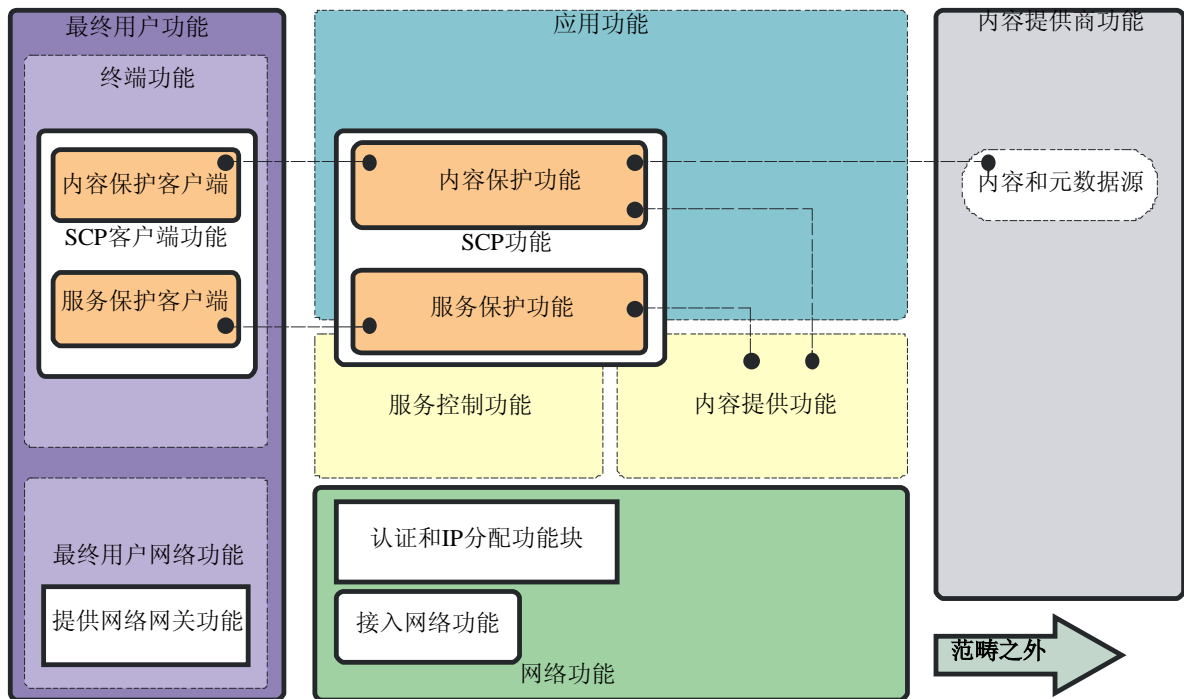 最终用户功能
终端功能
内容保护客户端
SCP客户端功能
服务保护客户端
最终用户网络功能
提供网络网关功能
应用功能
内容保护功能
SCP功能
服务保护功能
服务控制功能
内容提供功能
认证和IP分配功能块
接入网络功能
网络功能
内容提供商功能
内容和元数据源
范畴之外